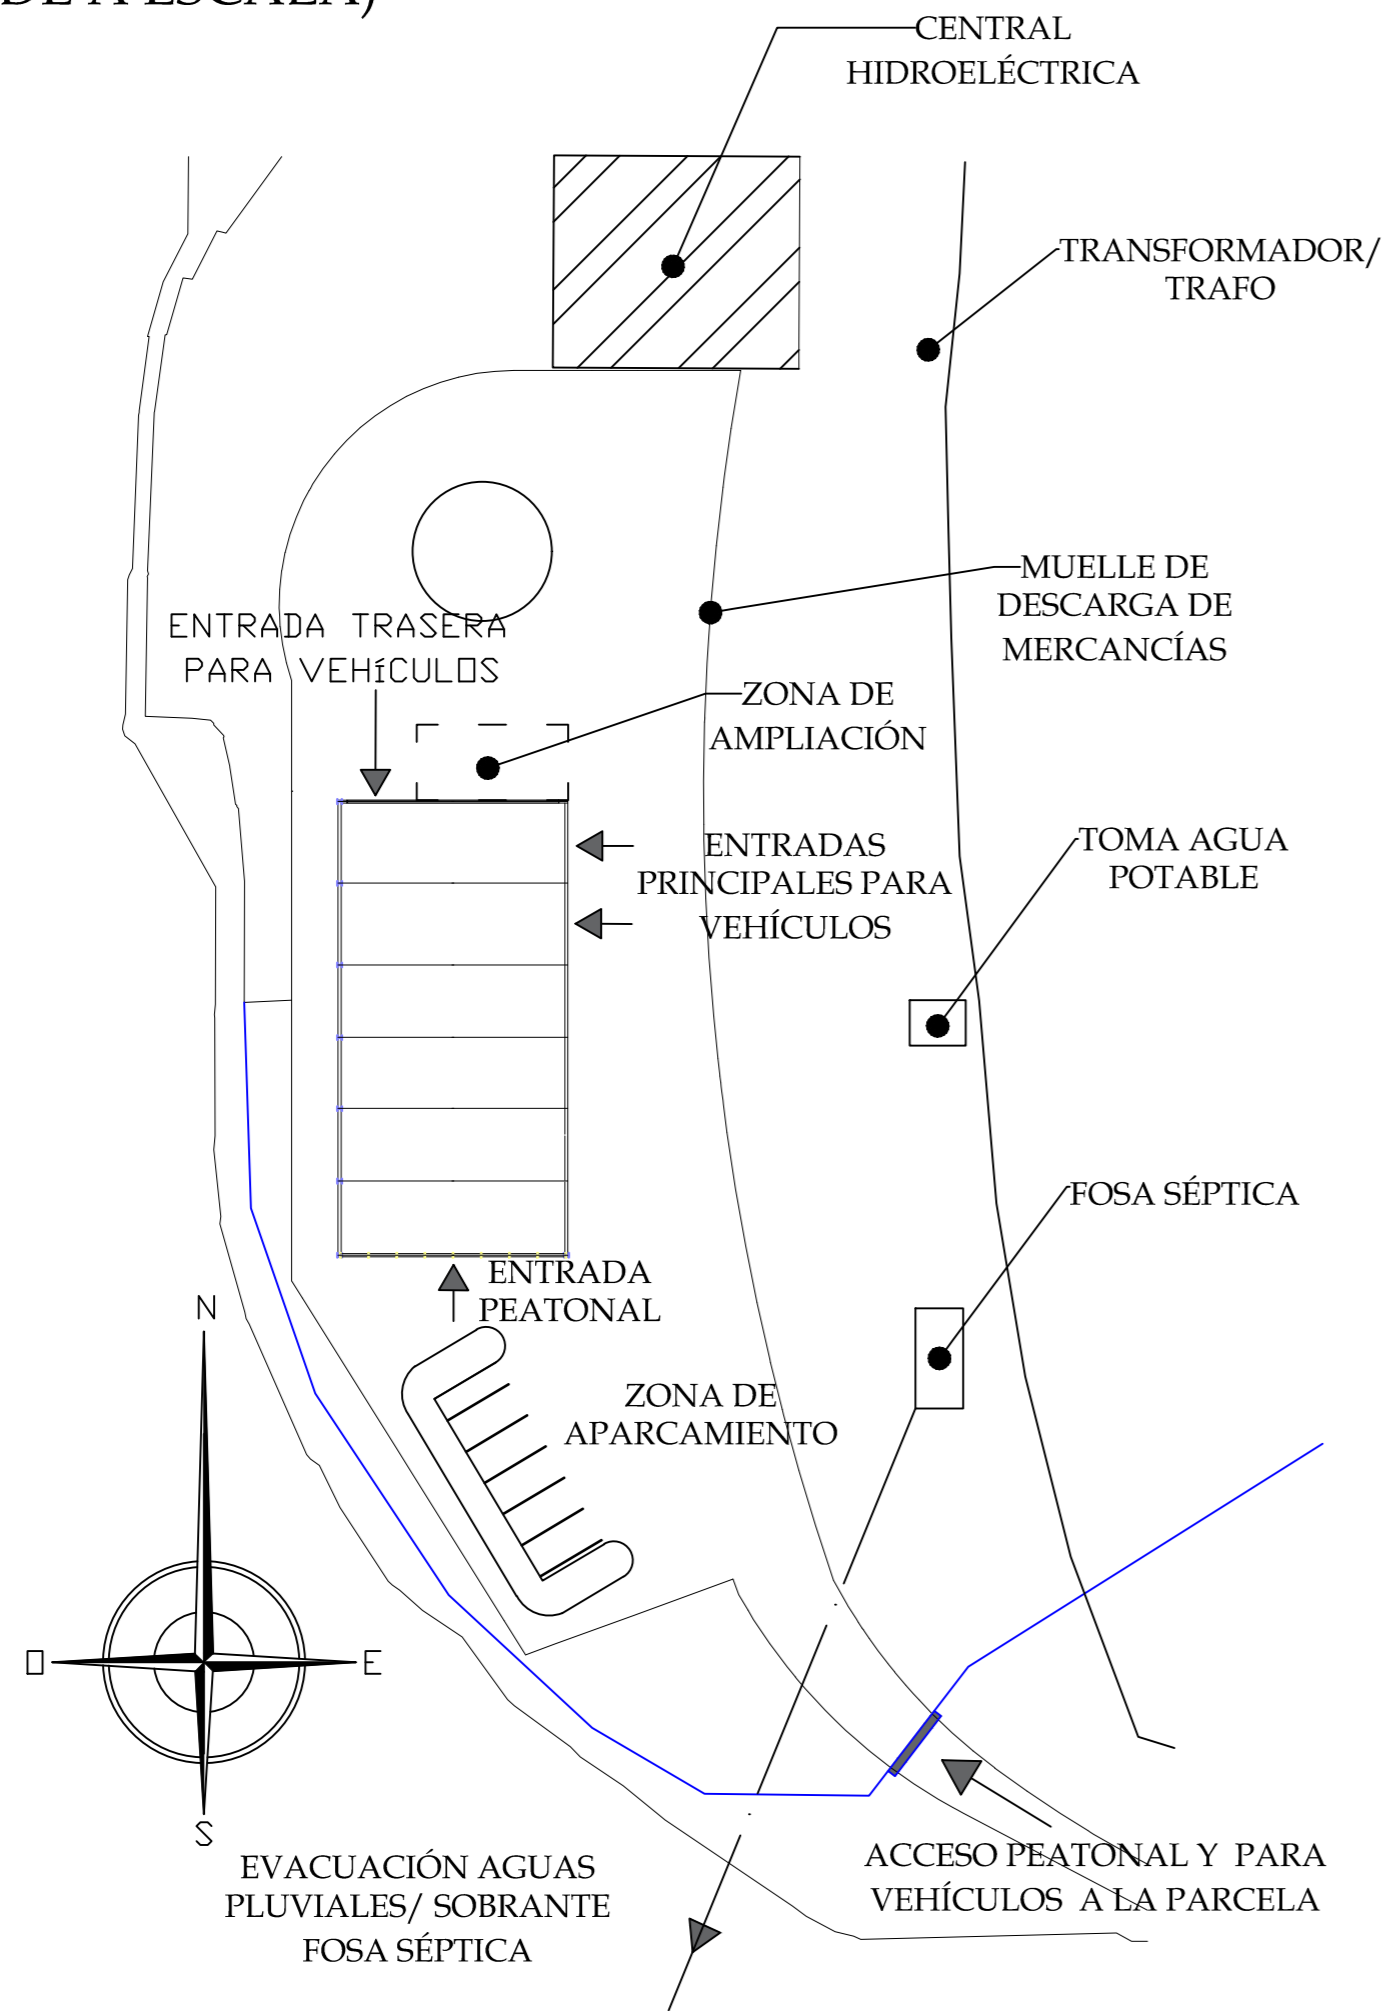 DE A ESCALA)
CENTRAL
HIDROELÉCTRICA
TRANSFORMADOR/
TRAFO
MUELLE DE
DESCARGA DE
MERCANCÍAS
ENTRADA TRASERA
PARA VEHíCULOS
ZONA DE
AMPLIACIÓN
ENTRADAS
PRINCIPALES PARA
VEHÍCULOS
TOMA AGUA
POTABLE
FOSA SÉPTICA
ENTRADA
PEATONAL
N
ZONA DE
APARCAMIENTO
O
E
S
EVACUACIÓN AGUAS
PLUVIALES/ SOBRANTE
FOSA SÉPTICA
ACCESO PEATONAL Y PARA
VEHÍCULOS A LA PARCELA